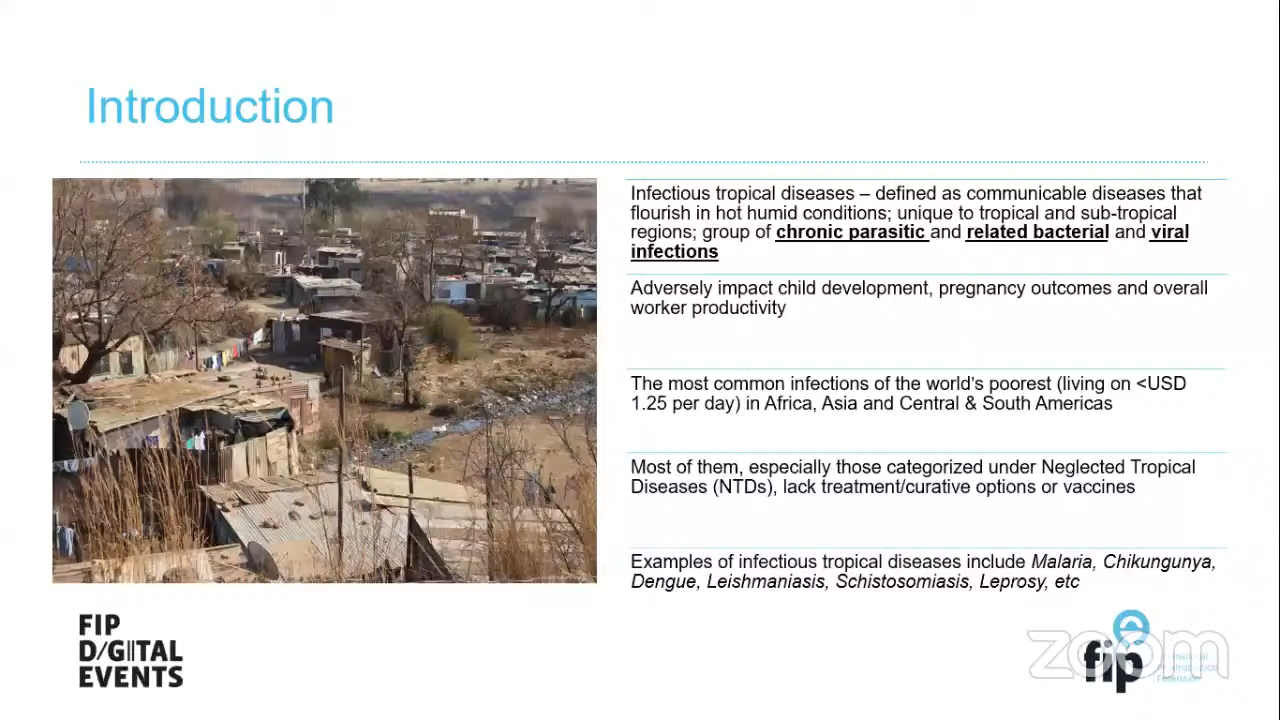 Introduction
Infectious tropical diseases – defined as communicable diseases that
flourish in hot humid conditions; unique to tropical and sub-tropical
regions; group of chronic parasitic and related bacterial and viral
infections
Adversely impact child development, pregnancy outcomes and overall
worker productivity
The most common infections of the world's poorest (living on <USD
1.25 per day) in Africa, Asia and Central & South Americas
Most of them, especially those categorized under Neglected Tropical
Diseases (NTDs), lack treatment/curative options or vaccines
Examples of infectious tropical diseases include Malaria, Chikungunya,
Dengue, Leishmaniasis, Schistosomiasis, Leprosy, etc
FIP
DIGITAL
EVENTS
zoom
fip
Federation